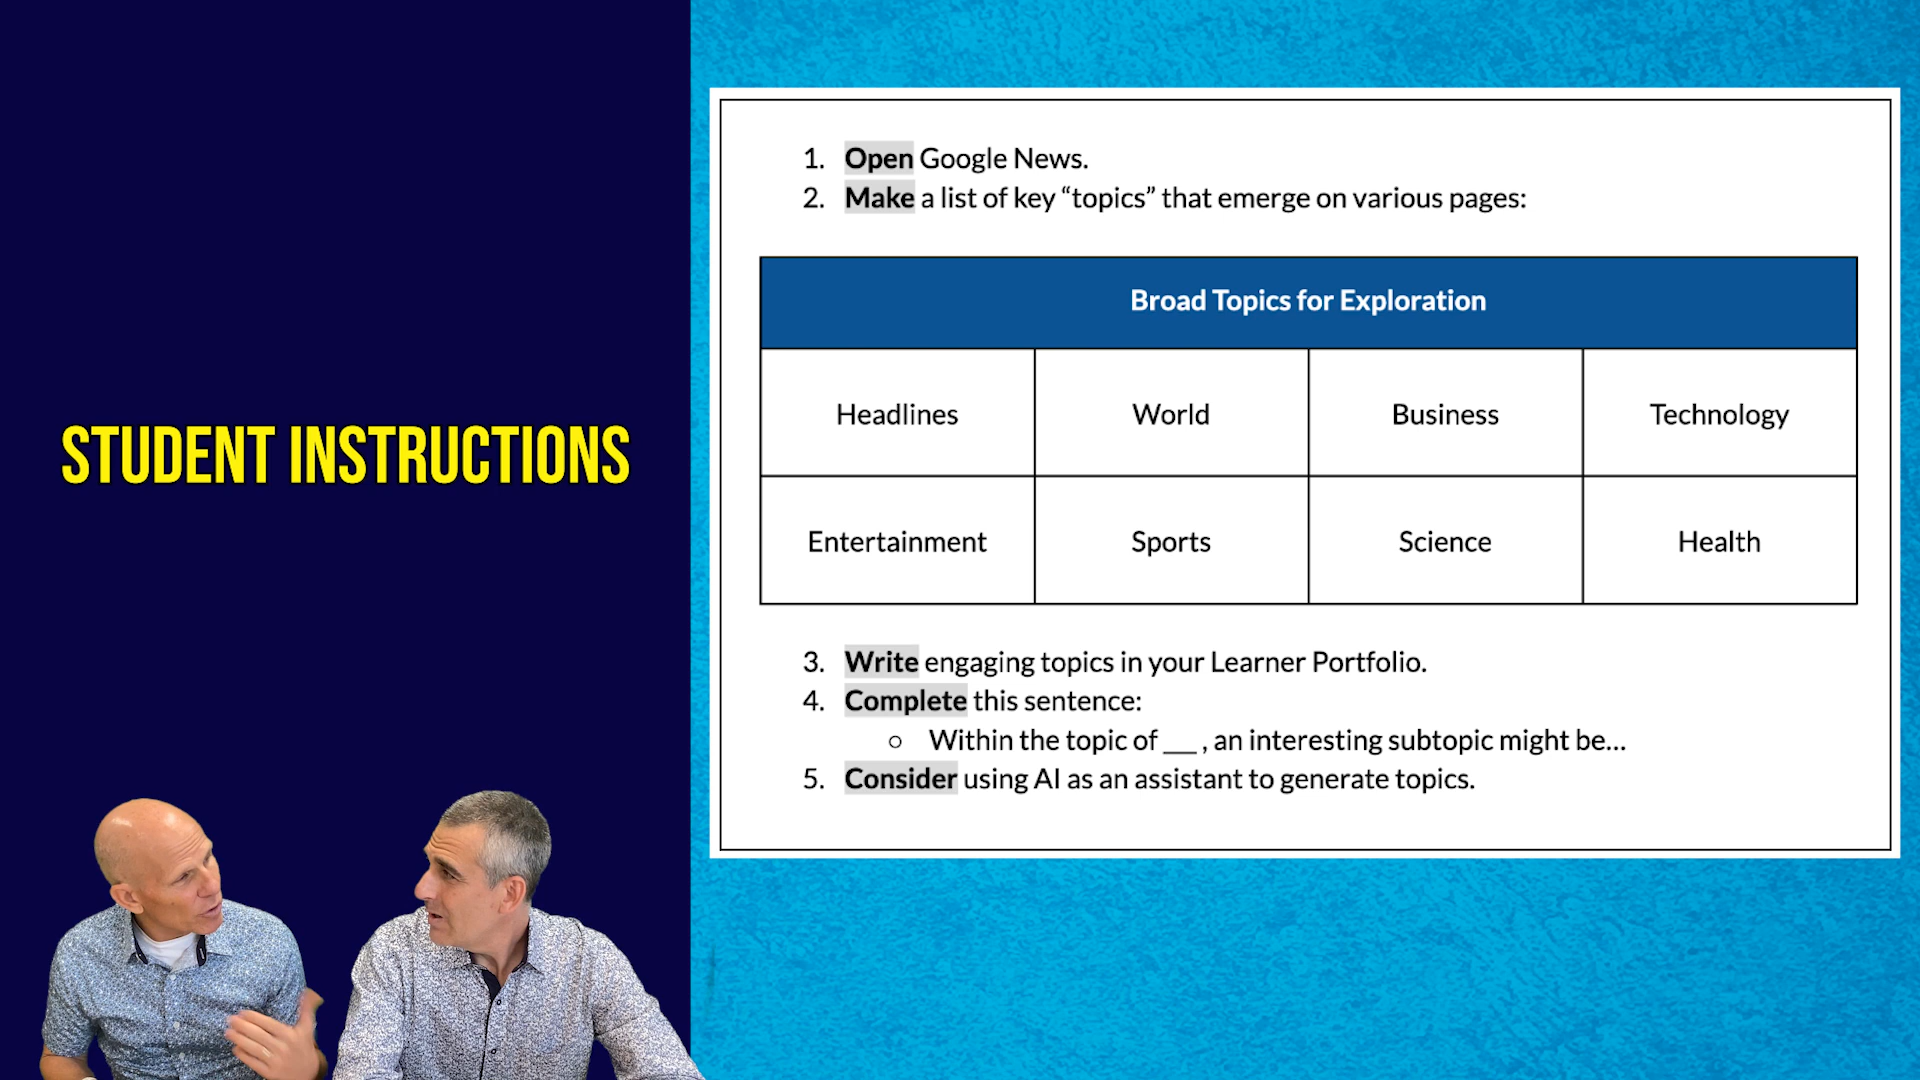 STUDENT INSTRUCTIONS
1. Open Google News.
2. Make a list of key “topics” that emerge on various pages:
Broad Topics for Exploration
Headlines World Business Technology
Entertainment Sports Science Health
3. Write engaging topics in your Learner Portfolio.
4. Complete this sentence:
○ Within the topic of __ , an interesting subtopic might be...
5. Consider using AI as an assistant to generate topics.